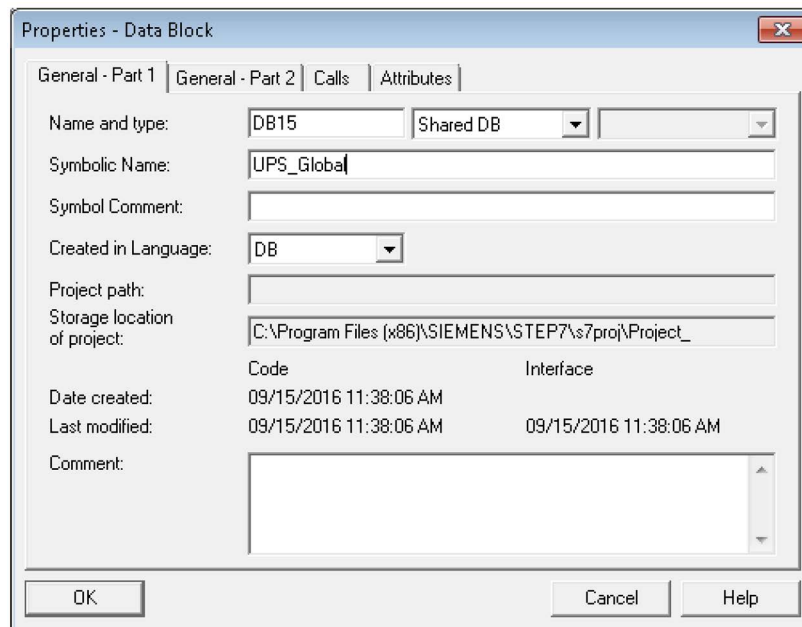 Properties - Data Block
General - Part 1 General - Part 2 Calls Attributes
Name and type: DB15 Shared DB
Symbolic Name: UPS_Global
Symbol Comment:
Created in Language: DB
Project path:
Storage location
of project: C:\Program Files (x86)\SIEMENS\STEP7\s7proj\Project_
Code Interface
Date created: 09/15/2016 11:38:06 AM
Last modified: 09/15/2016 11:38:06 AM 09/15/2016 11:38:06 AM
Comment:
OK Cancel Help